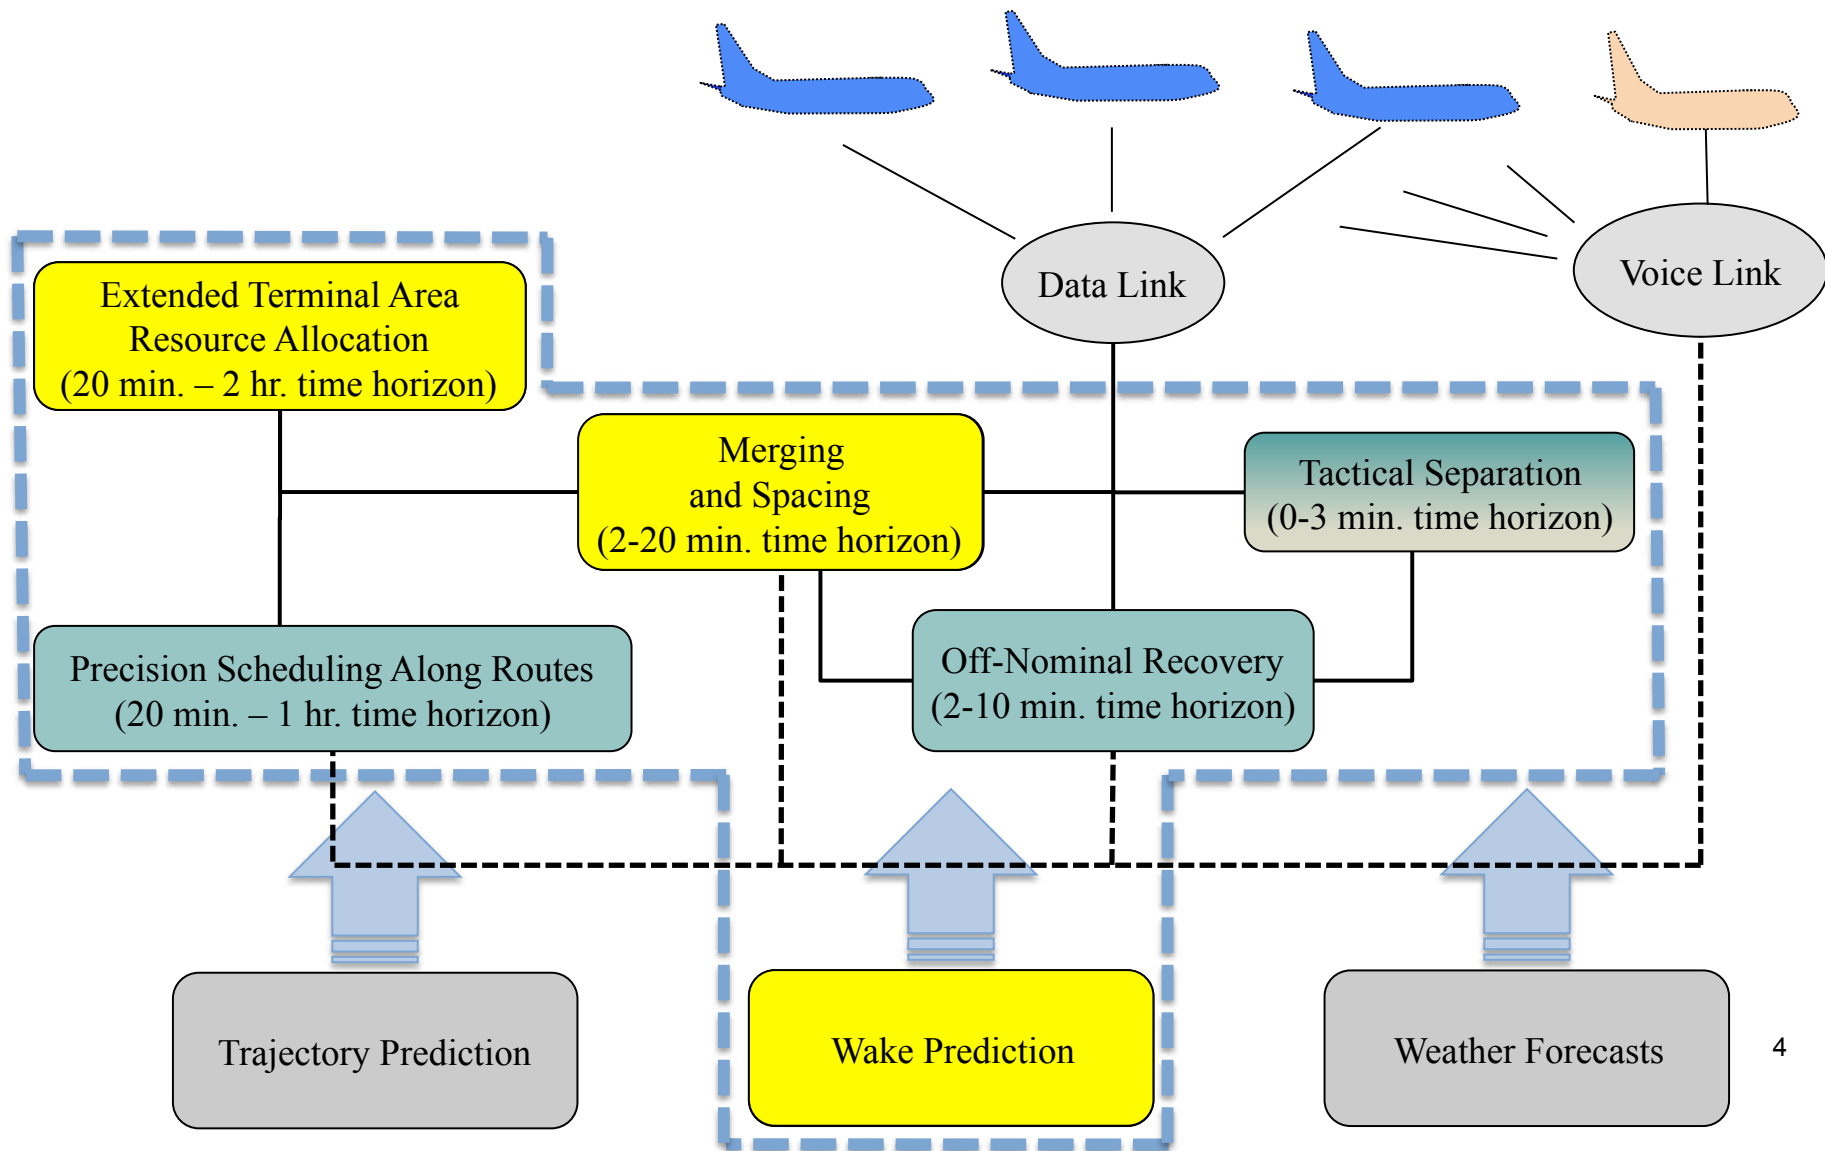 Data Link
Voice Link
Extended Terminal Area
Resource Allocation
(20 min. – 2 hr. time horizon)
Merging
and Spacing
(2-20 min. time horizon)
Tactical Separation
(0-3 min. time horizon)
Precision Scheduling Along Routes
(20 min. – 1 hr. time horizon)
Off-Nominal Recovery
(2-10 min. time horizon)
Trajectory Prediction
Wake Prediction
Weather Forecasts
4